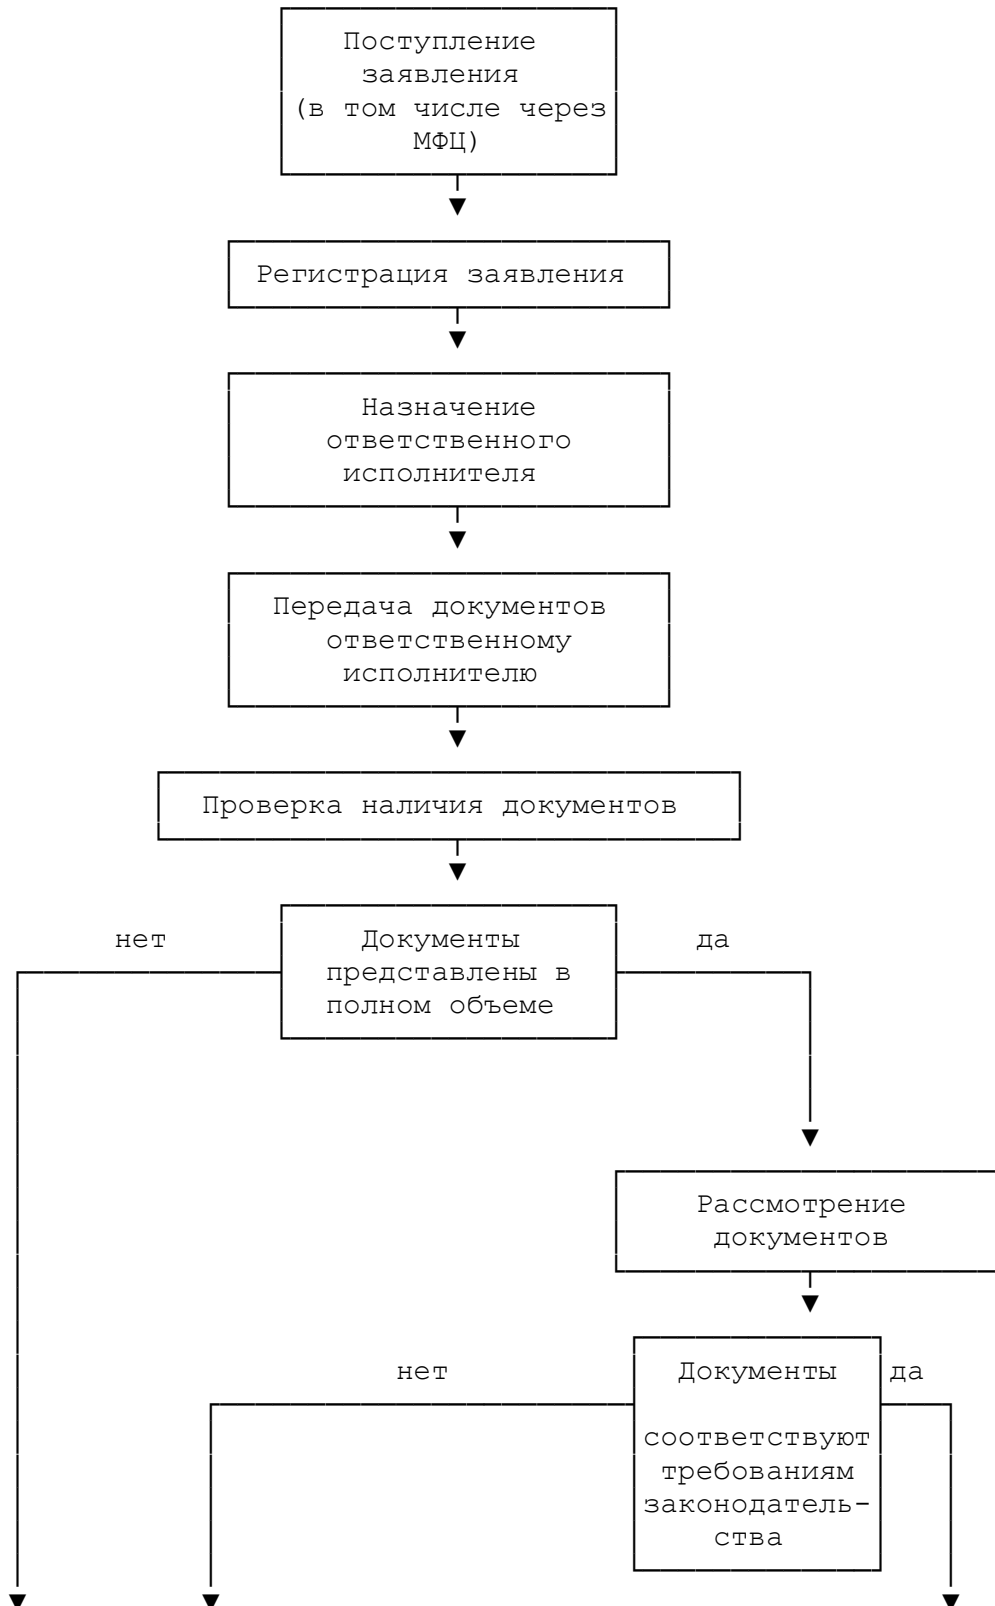 Поступление
заявления
(в том числе через
МФЦ)
Регистрация заявления
Назначение
ответственного
исполнителя
Передача документов
ответственному
исполнителю
Проверка наличия документов
нет
Документы
да
представлены в
полном объеме
Рассмотрение
документов
нет
Документы
да
соответствуют
требованиям
законодатель-
ства